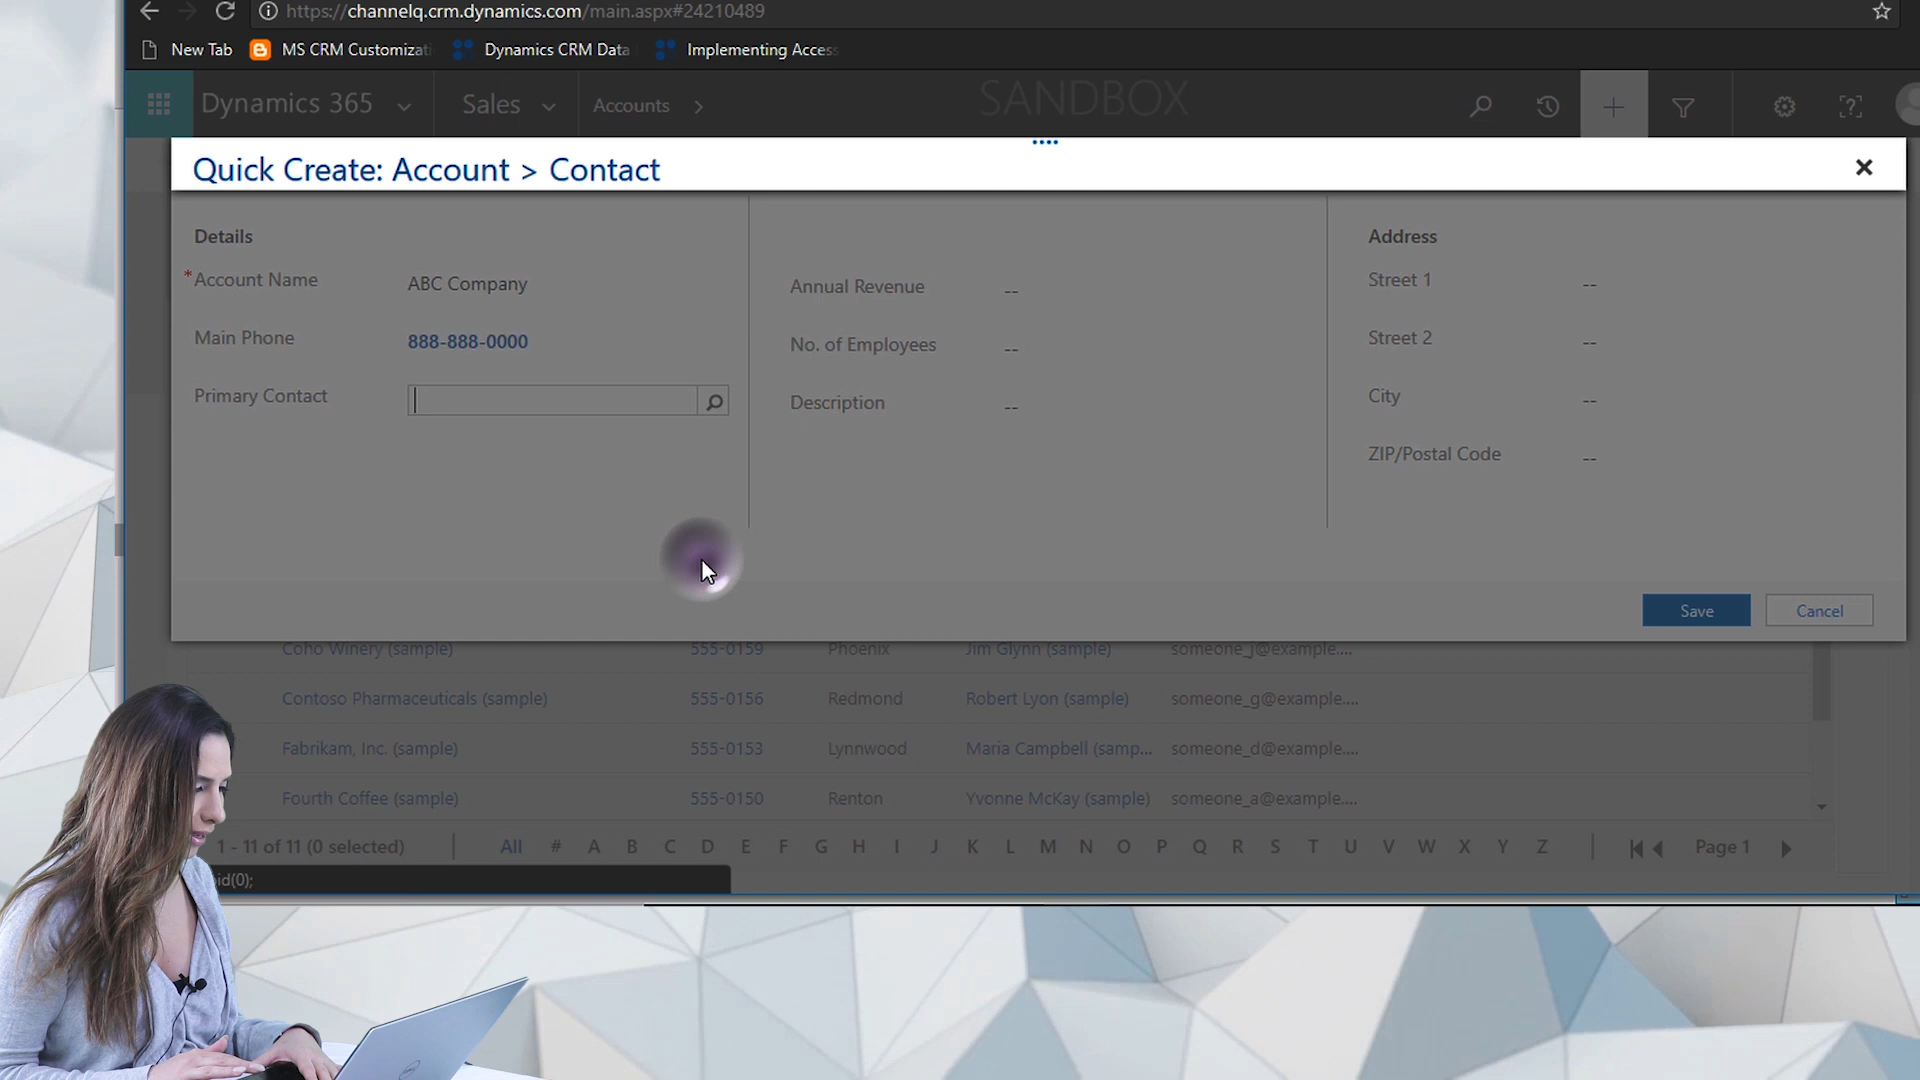 https://channelq.crm.dynamics.com/main.aspx#24210489
New Tab MS CRM Customizati Dynamics CRM Data Implementing Acces
Dynamics 365 Sales Accounts > SANDBOX
Quick Create: Account > Contact
Details
* Account Name ABC Company
Main Phone 888-888-0000
Primary Contact
Annual Revenue --
No. of Employees --
Description --
Address
Street 1 --
Street 2 --
City --
ZIP/Postal Code --
Save Cancel
Coho Winery (sample) 555-0159 Phoenix Jim Glynn (sample) someone_j@example....
Contoso Pharmaceuticals (sample) 555-0156 Redmond Robert Lyon (sample) someone_g@example....
Fabrikam, Inc. (sample) 555-0153 Lynnwood Maria Campbell (samp... someone_d@example....
Fourth Coffee (sample) 555-0150 Renton Yvonne McKay (sample) someone_a@example....
1 - 11 of 11 (0 selected) All # A B C D E F G H I J K L M N O P Q R S T U V W X Y Z Page 1
oid(0);